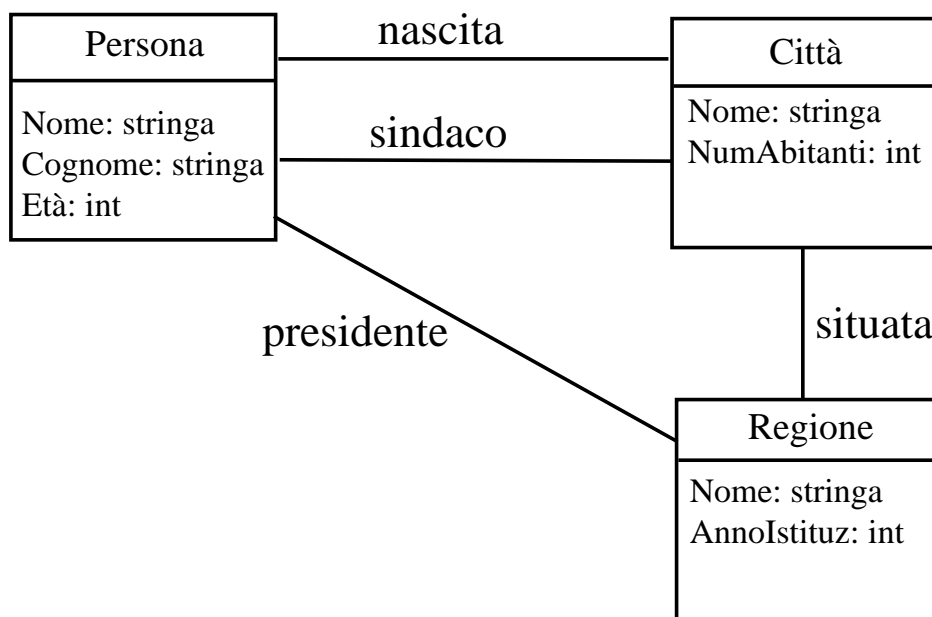 Persona
Nome: stringa
Cognome: stringa
Età: int
nascita
sindaco
Città
Nome: stringa
NumAbitanti: int
presidente
situata
Regione
Nome: stringa
AnnoIstituz: int